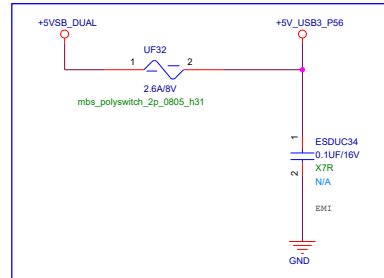 +5VSB_DUAL
+5V_USB3_P56
UF32
1
2
2.6A/8V
mbs_polyswitch_2p_0805_h31
1
ESDUC34
0.1UF/16V
2
X7R
N/A
EMI
GND